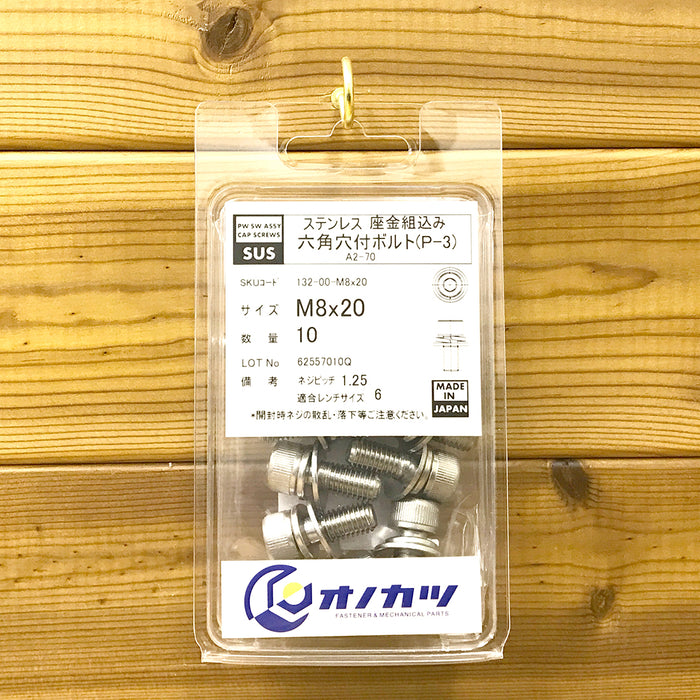 PW SW ASSY
CAP SCREWS
SUS
ステンレス 座金組込み
六角穴付ボルト(P-3)
A2-70
SKUコード 132-00-M8x20
サイズ M8x20
数量 10
LOT No 62557010Q
備考 ネジピッチ 1.25
適合レンチサイズ 6
MADE
IN
JAPAN
*開封時ネジの散乱・落下等ご注意ください。
オノカツ
FASTENER & MECHANICAL PARTS